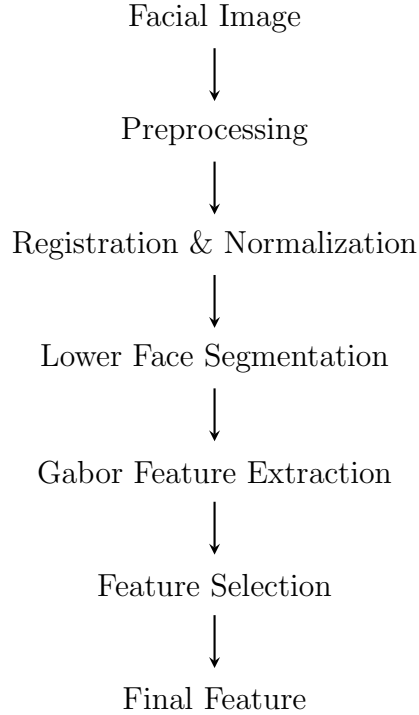 Facial Image
Preprocessing
Registration & Normalization
Lower Face Segmentation
Gabor Feature Extraction
Feature Selection
Final Feature